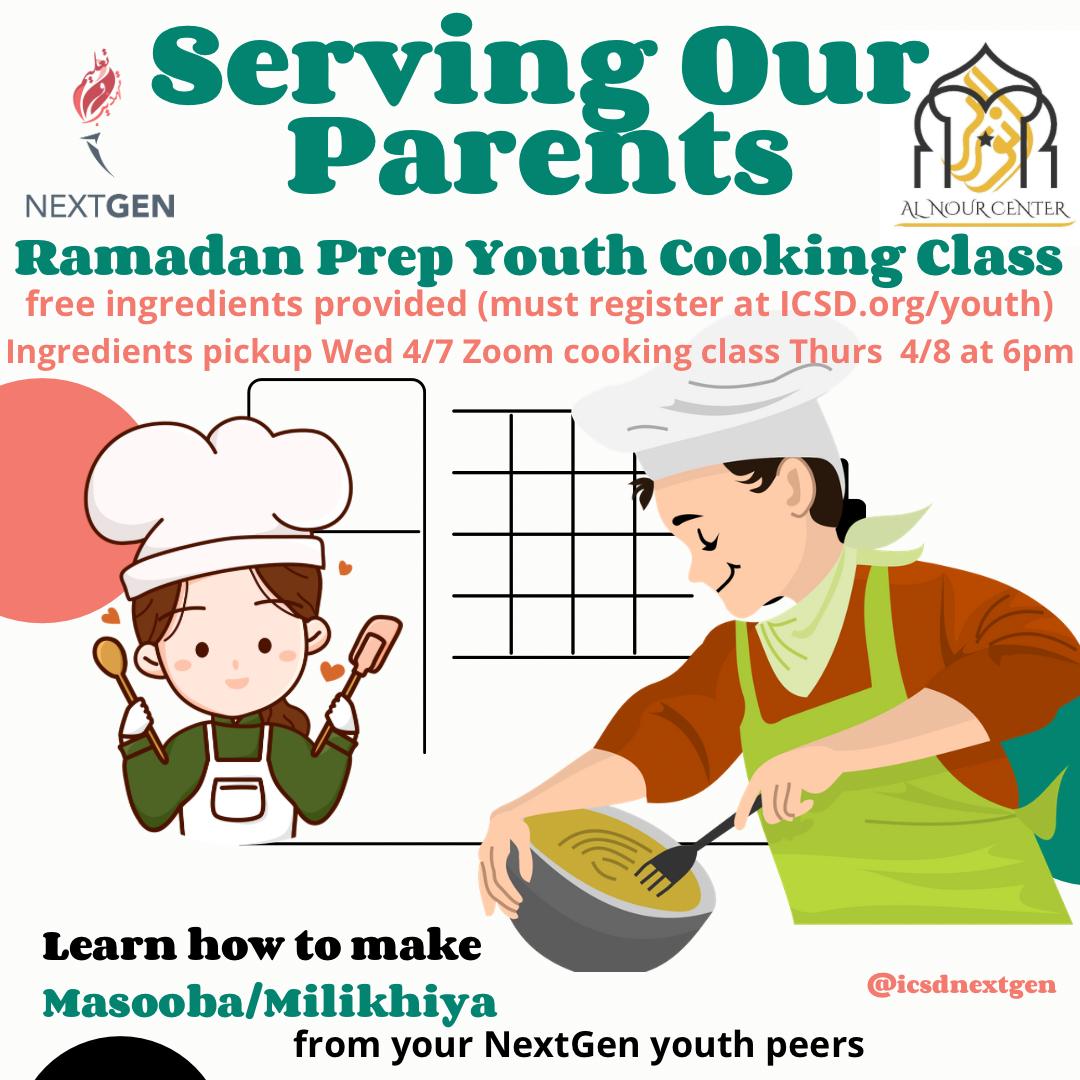 Serving Our
Parents
NEXTGEN
AL NOUR CENTER
Ramadan Prep Youth Cooking Class
free ingredients provided (must register at ICSD.org/youth)
Ingredients pickup Wed 4/7 Zoom cooking class Thurs 4/8 at 6pm
Learn how to make
Masooba/Milikhiya
from your NextGen youth peers
@icsdnextgen